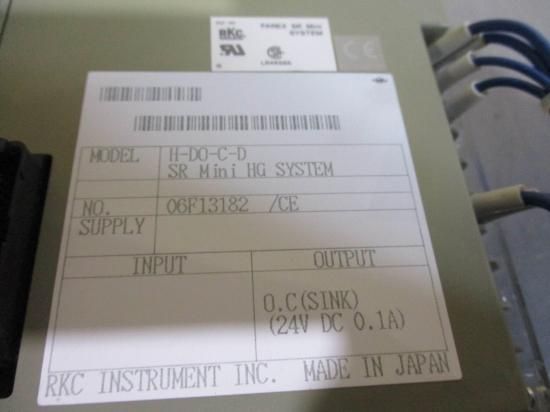 RKC
FAREX SR Mini
SYSTEM
CE
MODEL H-DO-C-D
SR Mini HG SYSTEM
NO. 06F13182 /CE
SUPPLY
INPUT OUTPUT
O.C(SINK)
(24V DC 0.1A)
RKC INSTRUMENT INC. MADE IN JAPAN